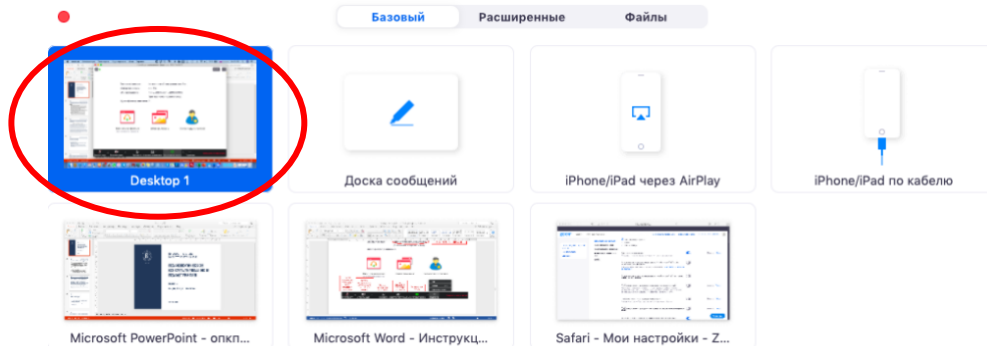 Базовый Расширенные Файлы
Desktop 1 Доска сообщений iPhone/iPad через AirPlay iPhone/iPad по кабелю
Microsoft PowerPoint - опкп... Microsoft Word - Инструкц... Safari - Мои настройки - Z...